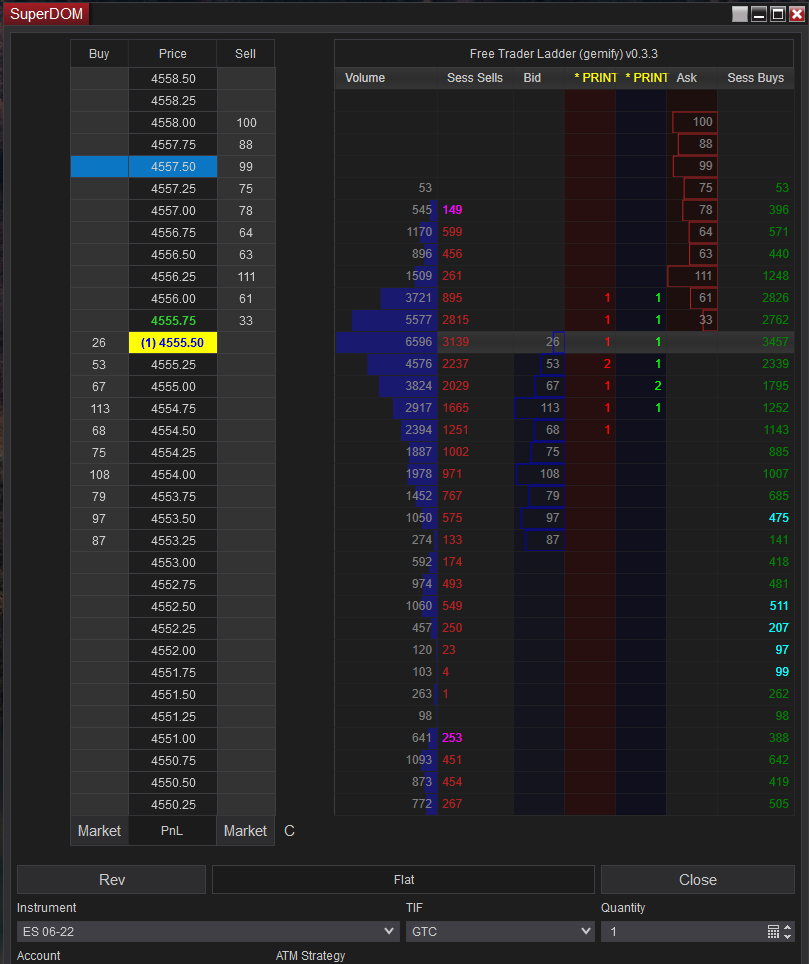 SuperDOM
Buy Price Sell Free Trader Ladder (gemify) v0.3.3
Volume Sess Sells Bid * PRINT * PRINT Ask Sess Buys
4558.50
4558.25
4558.00 100 100
4557.75 88 88
4557.50 99 99
4557.25 75 53 75 53
4557.00 78 545 149 78 396
4556.75 64 1170 599 64 571
4556.50 63 896 456 63 440
4556.25 111 1509 261 111 1248
4556.00 61 3721 895 1 1 61 2826
4555.75 33 5577 2815 1 1 33 2762
26 (1) 4555.50 6596 3139 26 1 1 3457
53 4555.25 4576 2237 53 2 1 2339
67 4555.00 3824 2029 67 1 2 1795
113 4554.75 2917 1665 113 1 1 1252
68 4554.50 2394 1251 68 1 1143
75 4554.25 1887 1002 75 885
108 4554.00 1978 971 108 1007
79 4553.75 1452 767 79 685
97 4553.50 1050 575 97 475
87 4553.25 274 133 87 141
4553.00 592 174 418
4552.75 974 493 481
4552.50 1060 549 511
4552.25 457 250 207
4552.00 120 23 97
4551.75 103 4 99
4551.50 263 1 262
4551.25 98 98
4551.00 641 253 388
4550.75 1093 451 642
4550.50 873 454 419
4550.25 772 267 505
Market PnL Market C
Rev Flat Close
Instrument TIF Quantity
ES 06-22 GTC 1
Account ATM Strategy